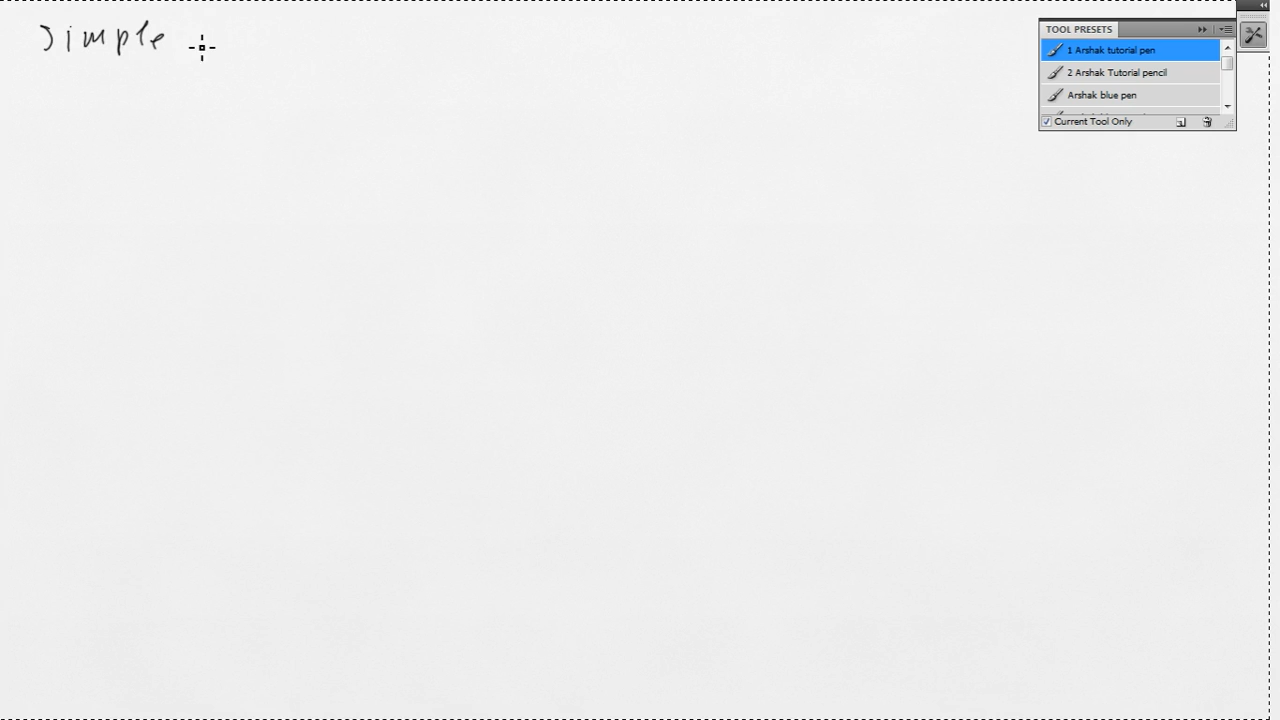 simple
TOOL PRESETS
1 Arshak tutorial pen
2 Arshak Tutorial pencil
Arshak blue pen
Current Tool Only